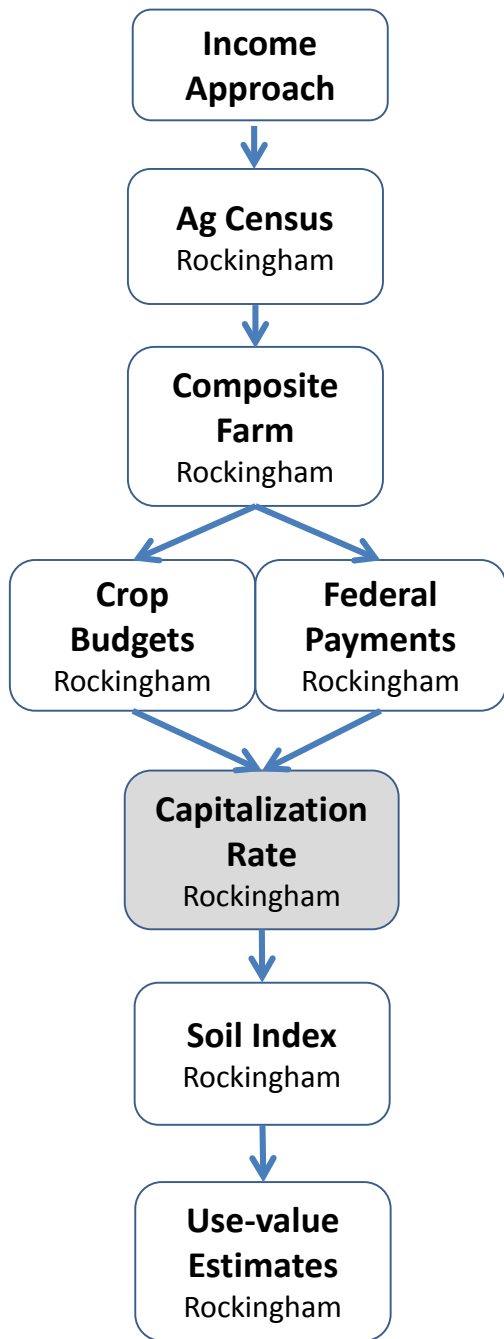 Income
Approach
Ag Census
Rockingham
Composite
Farm
Rockingham
Crop
Budgets
Rockingham
Federal
Payments
Rockingham
Capitalization
Rate
Rockingham
Soil Index
Rockingham
Use-value
Estimates
Rockingham